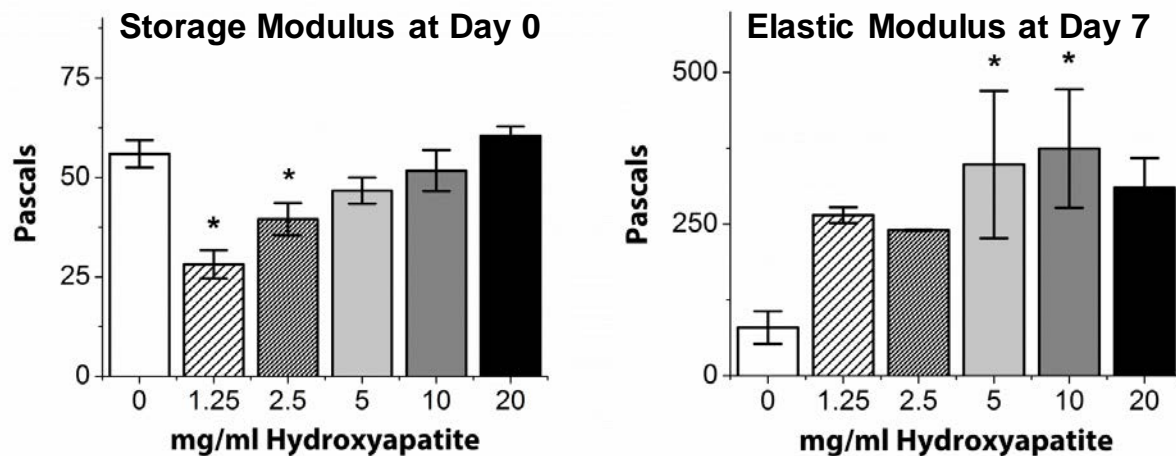 Storage Modulus at Day 0
Pascals
75
50
25
0
*
*
0 1.25 2.5 5 10 20
mg/ml Hydroxyapatite
Elastic Modulus at Day 7
Pascals
500
250
0
*
*
0 1.25 2.5 5 10 20
mg/ml Hydroxyapatite